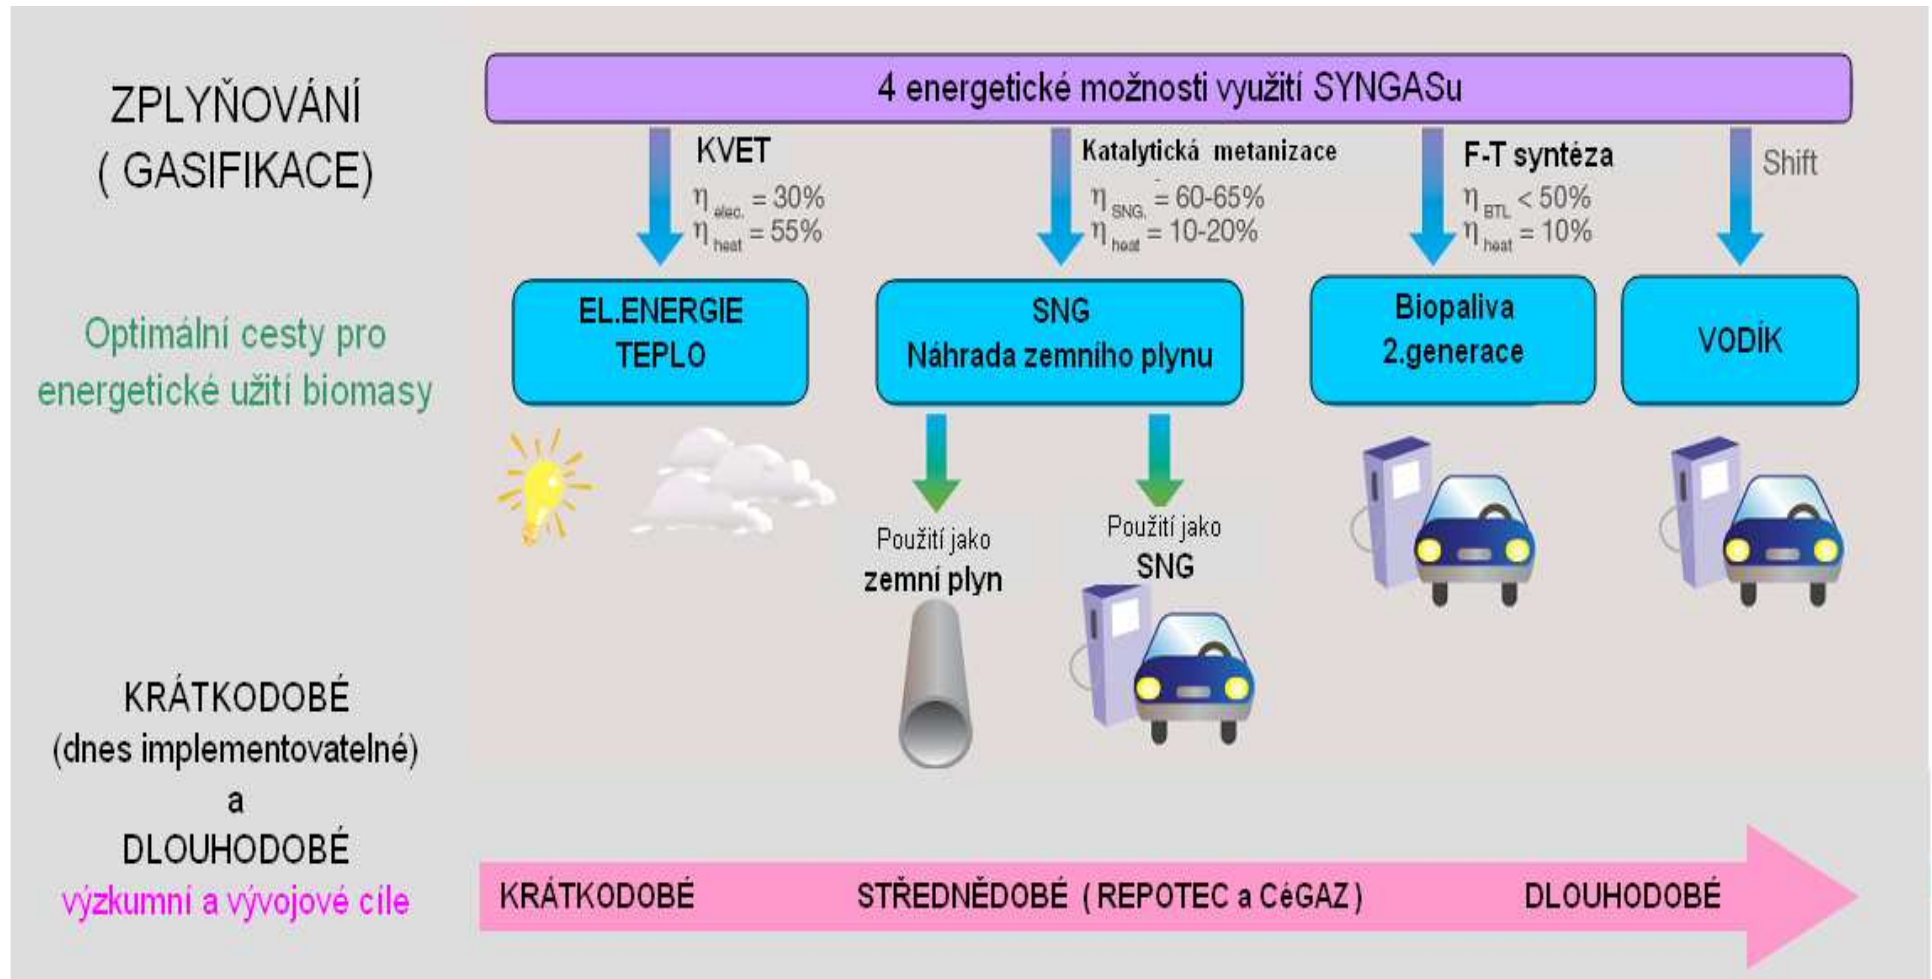 ZPLYŇOVÁNÍ
( GASIFIKACE)
Optimální cesty pro
energetické užití biomasy
KRÁTKODOBÉ
(dnes implementovatelné)
a
DLOUHODOBÉ
výzkumní a vývojové cíle
4 energetické možnosti využití SYNGASu
KVET
η elec. = 30%
η heat = 55%
Katalytická metanizace
η SNG. = 60-65%
η heat = 10-20%
F-T syntéza
η BTL < 50%
η heat = 10%
Shift
EL.ENERGIE
TEPLO
SNG
Náhrada zemního plynu
Biopaliva
2.generace
VODÍK
Použití jako
zemní plyn
Použití jako
SNG
KRÁTKODOBÉ
STŘEDNĚDOBÉ ( REPOTEC a CéGAZ )
DLOUHODOBÉ